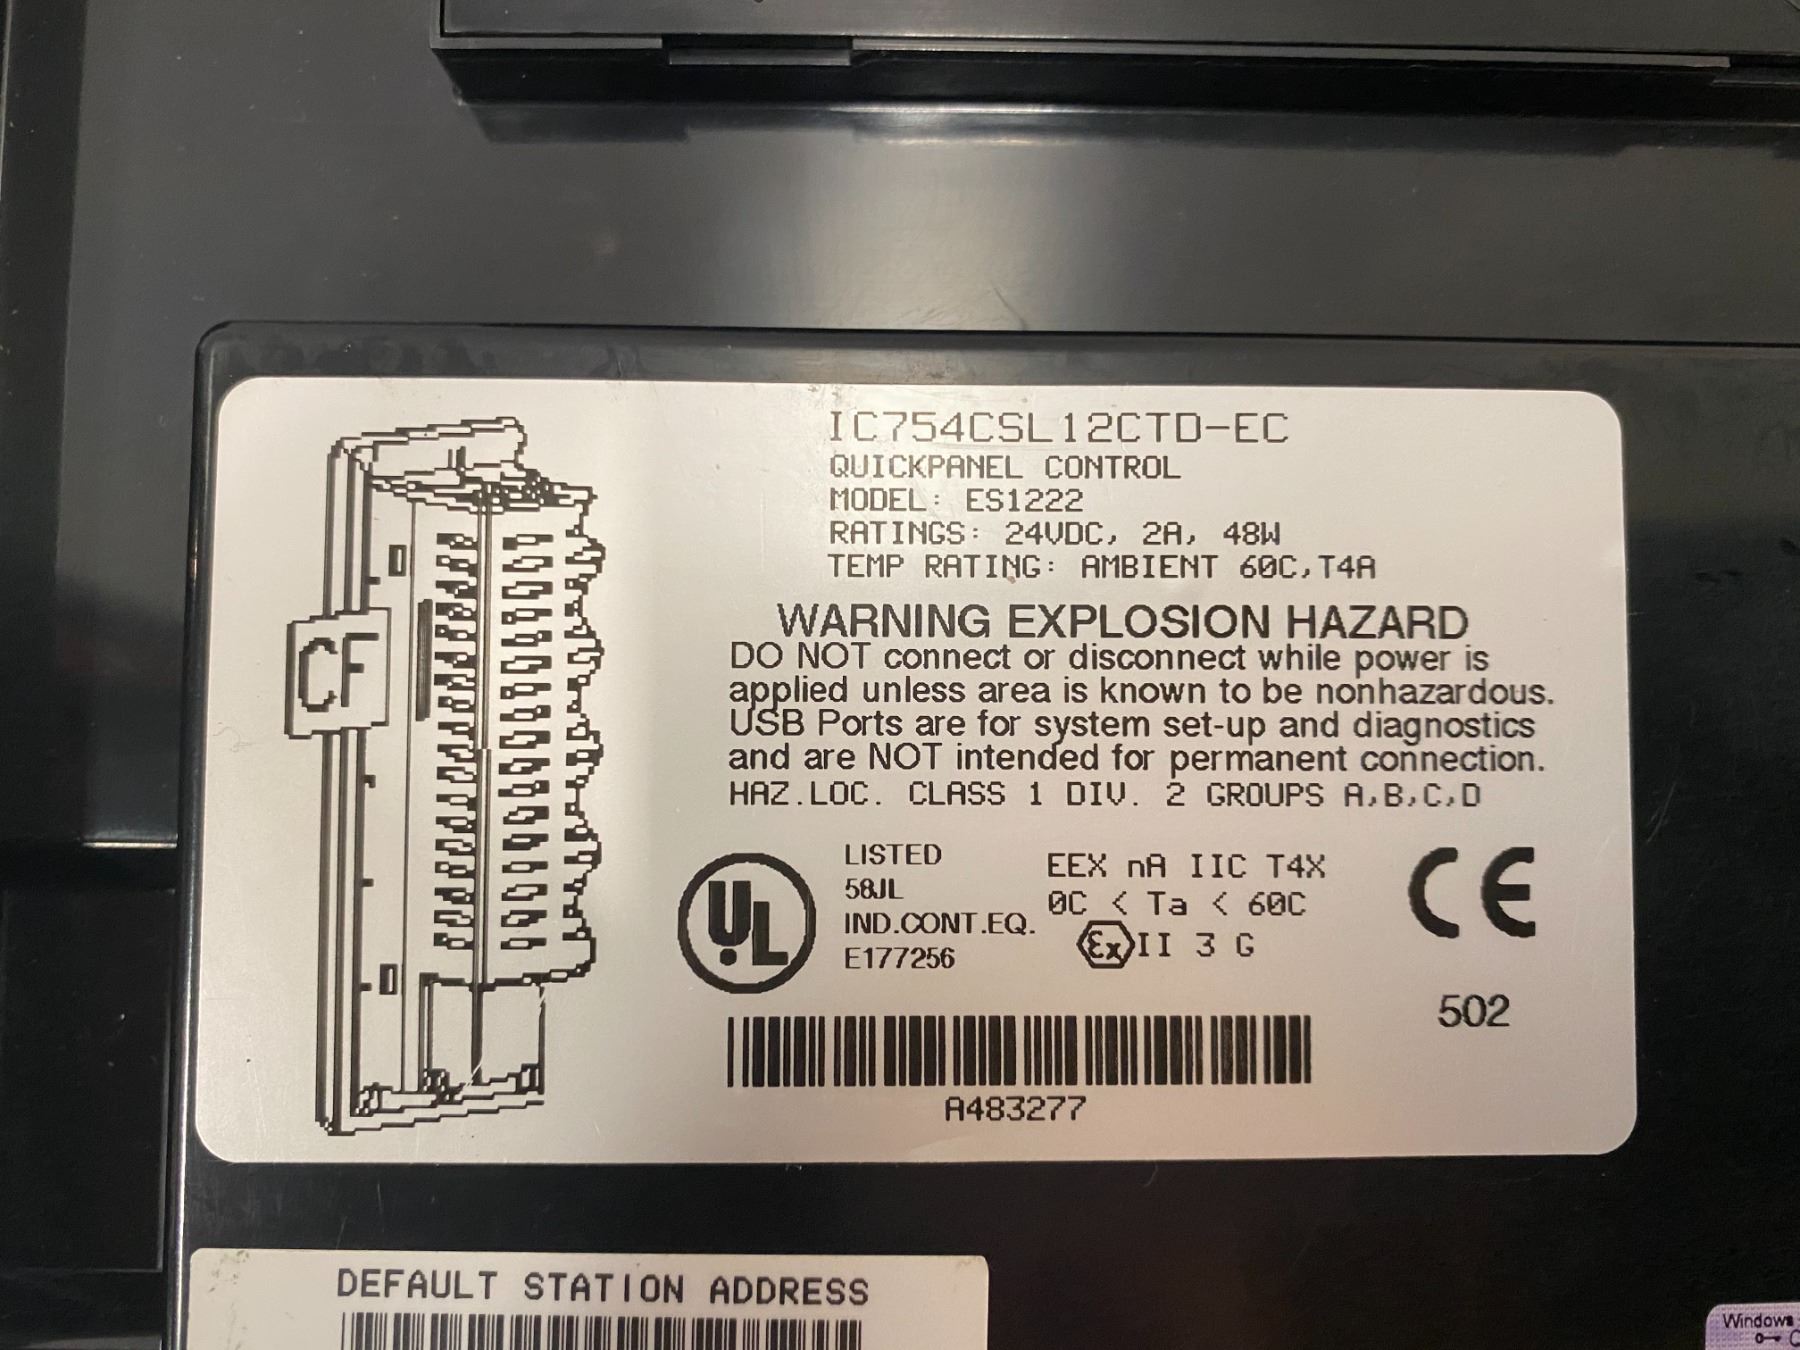 IC754CSL12CTD-EC
QUICKPANEL CONTROL
MODEL: ES1222
RATINGS: 24VDC, 2A, 48W
TEMP RATING: AMBIENT 60C,T4A
WARNING EXPLOSION HAZARD
DO NOT connect or disconnect while power is
applied unless area is known to be nonhazardous.
USB Ports are for system set-up and diagnostics
and are NOT intended for permanent connection.
HAZ.LOC. CLASS 1 DIV. 2 GROUPS A,B,C,D
CF
UL
LISTED
58JL
IND.CONT.EQ.
E177256
EEX nA IIC T4X
0C < Ta < 60C
Ex II 3 G
CE
502
A483277
DEFAULT STATION ADDRESS
Windows